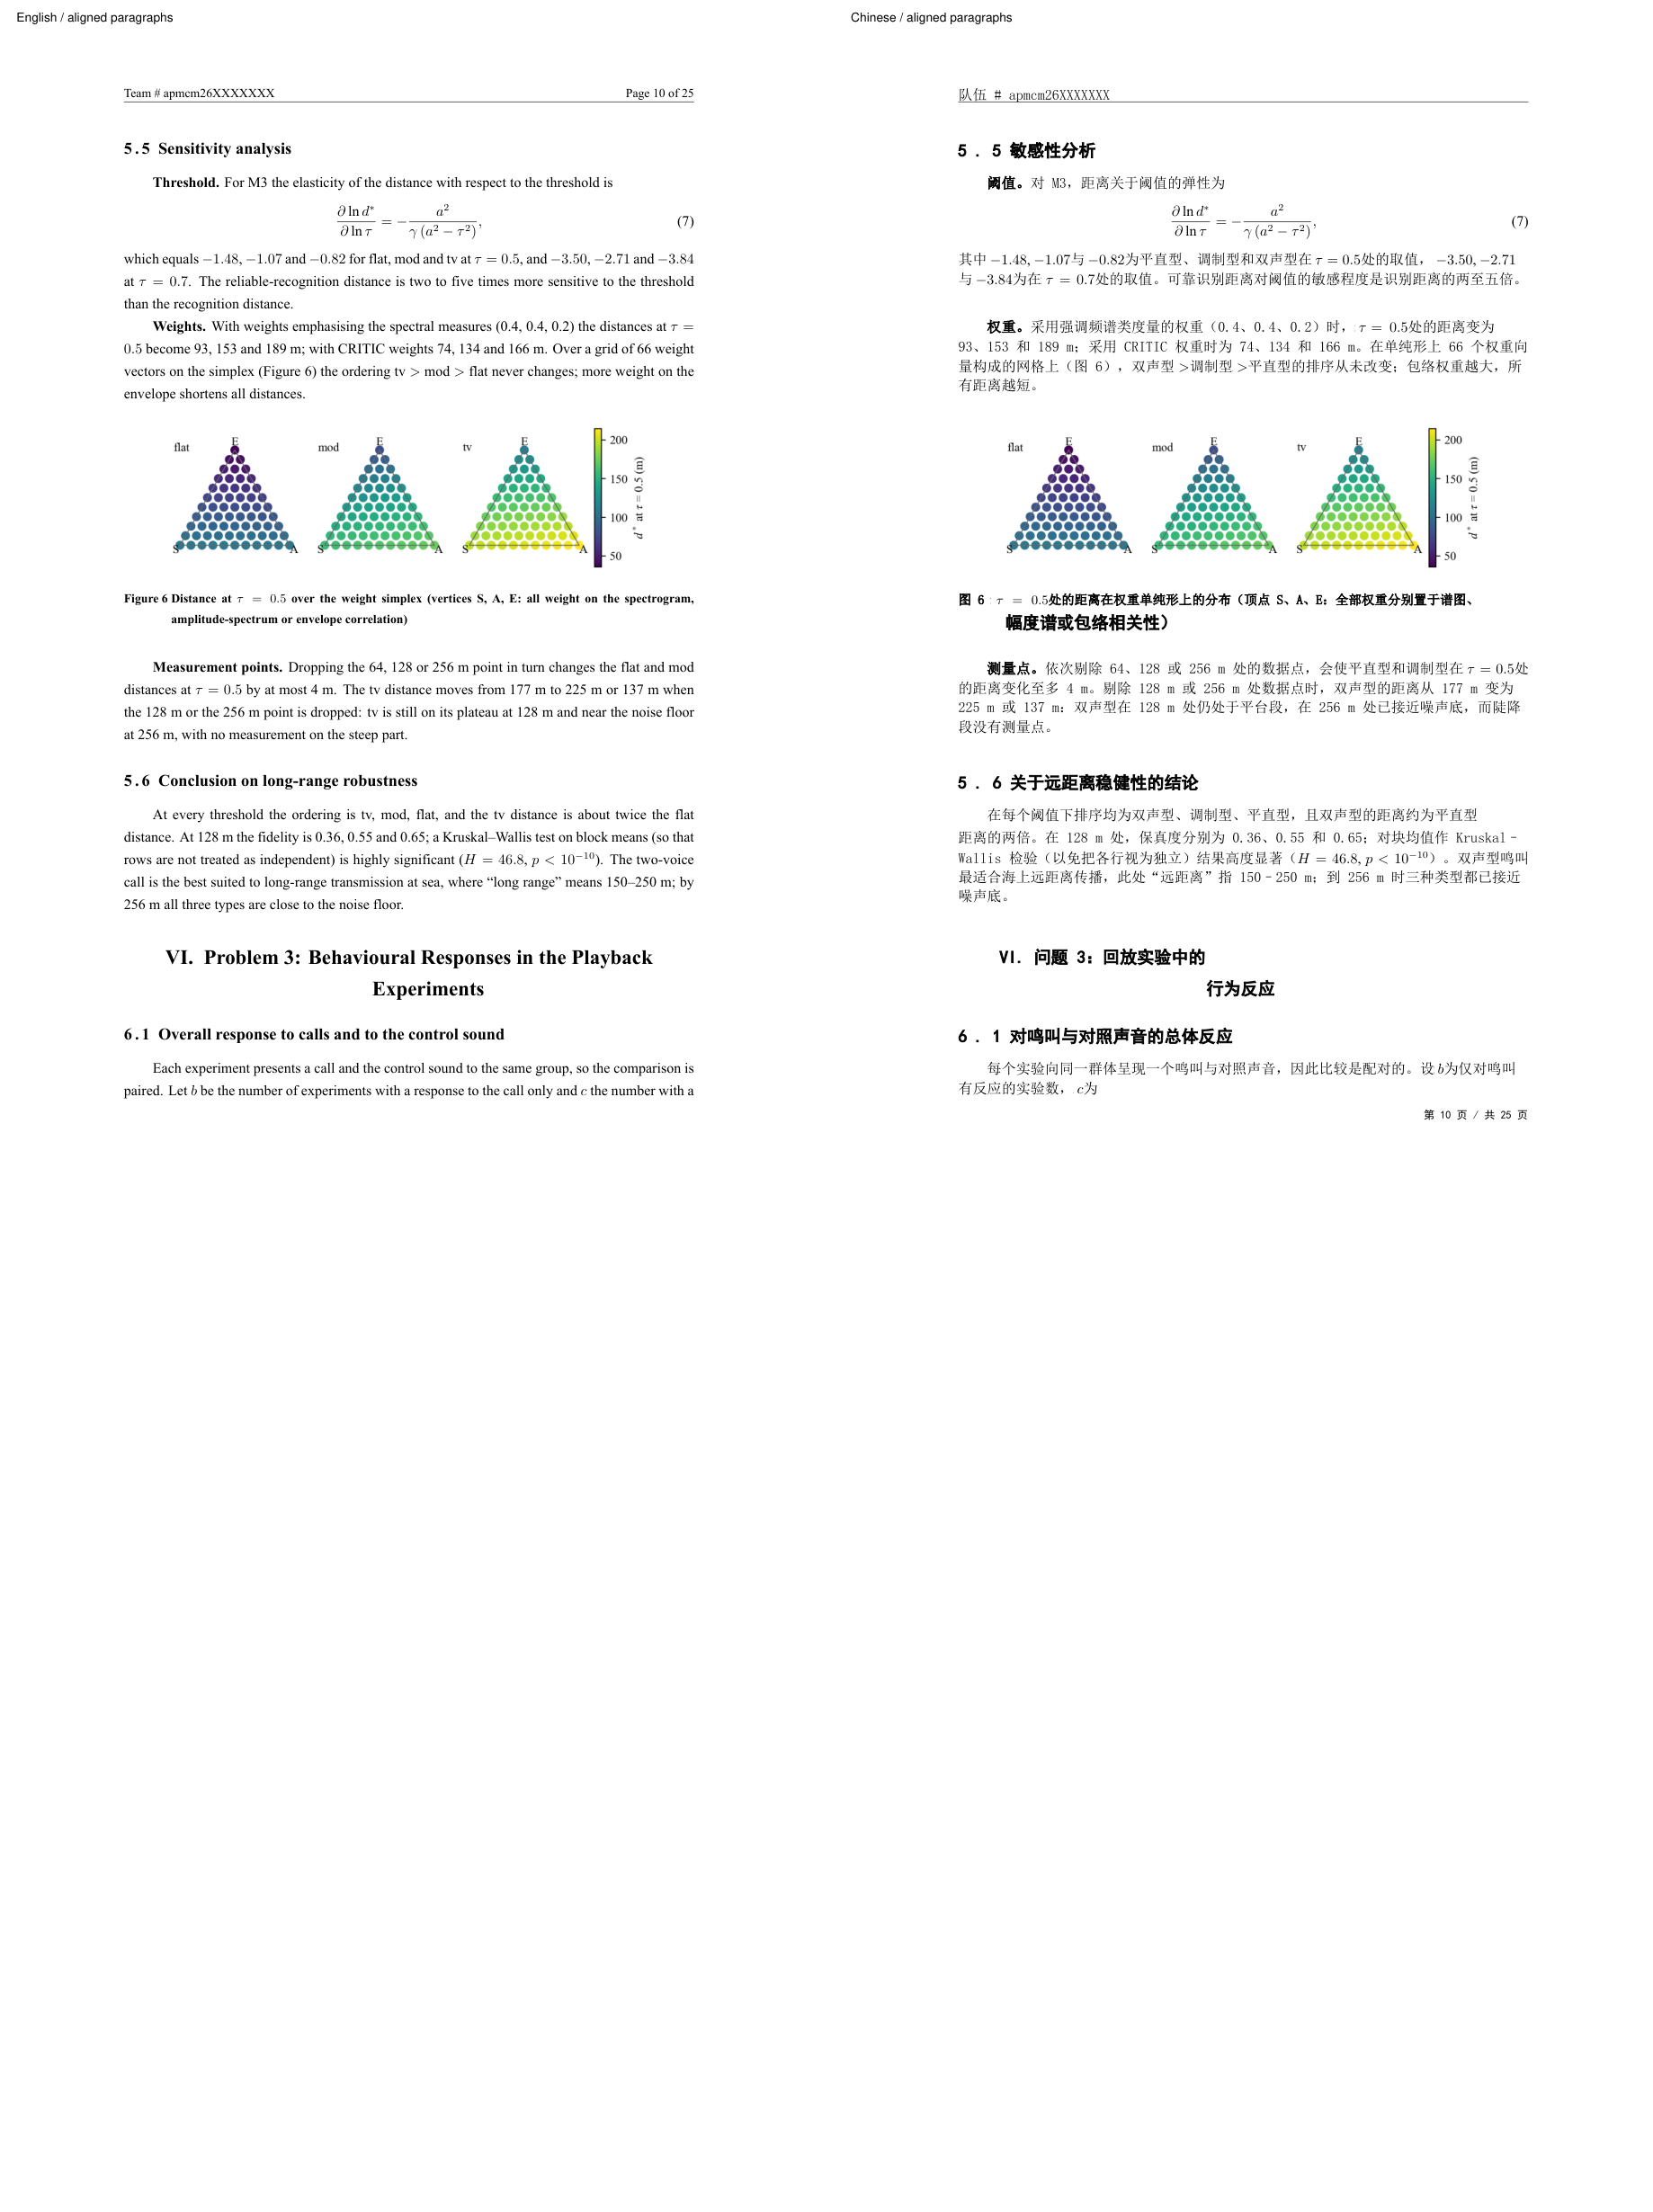 English / aligned paragraphs
Team # apmcm26XXXXXXX Page 10 of 25
5.5 Sensitivity analysis
Threshold. For M3 the elasticity of the distance with respect to the threshold is
∂ ln d* / ∂ ln τ = − a² / γ (a² − τ²), (7)
which equals −1.48, −1.07 and −0.82 for flat, mod and tv at τ = 0.5, and −3.50, −2.71 and −3.84
at τ = 0.7. The reliable-recognition distance is two to five times more sensitive to the threshold
than the recognition distance.
Weights. With weights emphasising the spectral measures (0.4, 0.4, 0.2) the distances at τ =
0.5 become 93, 153 and 189 m; with CRITIC weights 74, 134 and 166 m. Over a grid of 66 weight
vectors on the simplex (Figure 6) the ordering tv > mod > flat never changes; more weight on the
envelope shortens all distances.
flat E mod E tv E
S A S A S A
200
150
100
50
d* at τ = 0.5 (m)
Figure 6 Distance at τ = 0.5 over the weight simplex (vertices S, A, E: all weight on the spectrogram,
amplitude-spectrum or envelope correlation)
Measurement points. Dropping the 64, 128 or 256 m point in turn changes the flat and mod
distances at τ = 0.5 by at most 4 m. The tv distance moves from 177 m to 225 m or 137 m when
the 128 m or the 256 m point is dropped: tv is still on its plateau at 128 m and near the noise floor
at 256 m, with no measurement on the steep part.
5.6 Conclusion on long-range robustness
At every threshold the ordering is tv, mod, flat, and the tv distance is about twice the flat
distance. At 128 m the fidelity is 0.36, 0.55 and 0.65; a Kruskal–Wallis test on block means (so that
rows are not treated as independent) is highly significant (H = 46.8, p < 10⁻¹⁰). The two-voice
call is the best suited to long-range transmission at sea, where “long range” means 150–250 m; by
256 m all three types are close to the noise floor.
VI. Problem 3: Behavioural Responses in the Playback
Experiments
6.1 Overall response to calls and to the control sound
Each experiment presents a call and the control sound to the same group, so the comparison is
paired. Let b be the number of experiments with a response to the call only and c the number with a
Chinese / aligned paragraphs
队伍 # apmcm26XXXXXXX
5 . 5 敏感性分析
阈值。对 M3，距离关于阈值的弹性为
∂ ln d* / ∂ ln τ = − a² / γ (a² − τ²), (7)
其中 −1.48, −1.07与 −0.82为平直型、调制型和双声型在 τ = 0.5处的取值， −3.50, −2.71
与 −3.84为在 τ = 0.7处的取值。可靠识别距离对阈值的敏感程度是识别距离的两至五倍。
权重。采用强调频谱类度量的权重（0.4、0.4、0.2）时， τ = 0.5处的距离变为
93、153 和 189 m；采用 CRITIC 权重时为 74、134 和 166 m。在单纯形上 66 个权重向
量构成的网格上（图 6），双声型 >调制型 >平直型的排序从未改变；包络权重越大，所
有距离越短。
flat E mod E tv E
S A S A S A
200
150
100
50
d* at τ = 0.5 (m)
图 6 τ = 0.5处的距离在权重单纯形上的分布（顶点 S、A、E：全部权重分别置于谱图、
幅度谱或包络相关性）
测量点。依次剔除 64、128 或 256 m 处的数据点，会使平直型和调制型在 τ = 0.5处
的距离变化至多 4 m。剔除 128 m 或 256 m 处数据点时，双声型的距离从 177 m 变为
225 m 或 137 m：双声型在 128 m 处仍处于平台段，在 256 m 处已接近噪声底，而陡降
段没有测量点。
5 . 6 关于远距离稳健性的结论
在每个阈值下排序均为双声型、调制型、平直型，且双声型的距离约为平直型
距离的两倍。在 128 m 处，保真度分别为 0.36、0.55 和 0.65；对块均值作 Kruskal–
Wallis 检验（以免把各行视为独立）结果高度显著（H = 46.8, p < 10⁻¹⁰）。双声型鸣叫
最适合海上远距离传播，此处“远距离”指 150–250 m；到 256 m 时三种类型都已接近
噪声底。
VI. 问题 3：回放实验中的
行为反应
6 . 1 对鸣叫与对照声音的总体反应
每个实验向同一群体呈现一个鸣叫与对照声音，因此比较是配对的。设 b为仅对鸣叫
有反应的实验数， c为
第 10 页 / 共 25 页